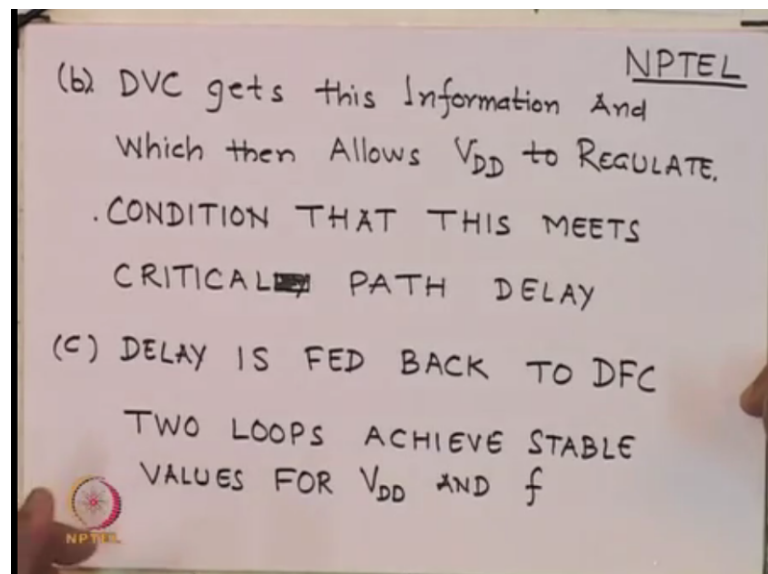 NPTEL
(b) DVC gets this Information And
Which then Allows VDD to REGULATE.
. CONDITION THAT THIS MEETS
CRITICAL PATH DELAY
(C) DELAY IS FED BACK TO DFC
TWO LOOPS ACHIEVE STABLE
VALUES FOR VDD AND f
NPTEL